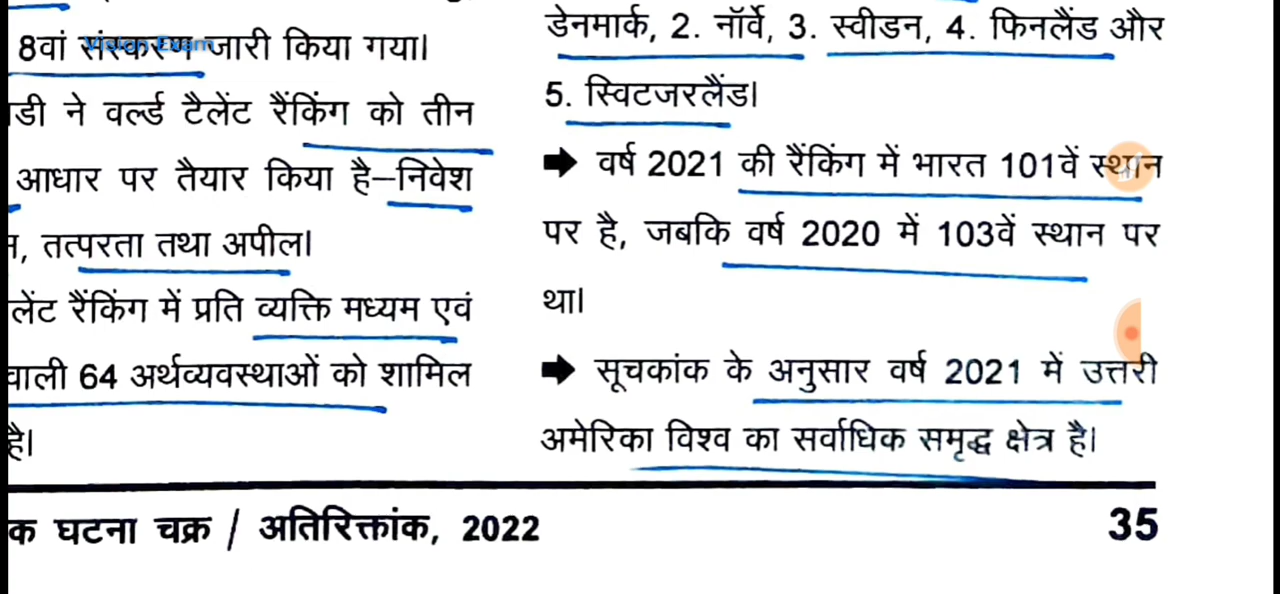 8वां संस्करण जारी किया गया।
Vision Exam
डी ने वर्ल्ड टैलेंट रैंकिंग को तीन
आधार पर तैयार किया है–निवेश
, तत्परता तथा अपील।
लेंट रैंकिंग में प्रति व्यक्ति मध्यम एवं
वाली 64 अर्थव्यवस्थाओं को शामिल
है।
डेनमार्क, 2. नॉर्वे, 3. स्वीडन, 4. फिनलैंड और
5. स्विटजरलैंड।
➡ वर्ष 2021 की रैंकिंग में भारत 101वें स्थान
पर है, जबकि वर्ष 2020 में 103वें स्थान पर
था।
➡ सूचकांक के अनुसार वर्ष 2021 में उत्तरी
अमेरिका विश्व का सर्वाधिक समृद्ध क्षेत्र है।
क घटना चक्र / अतिरिक्तांक, 2022
35